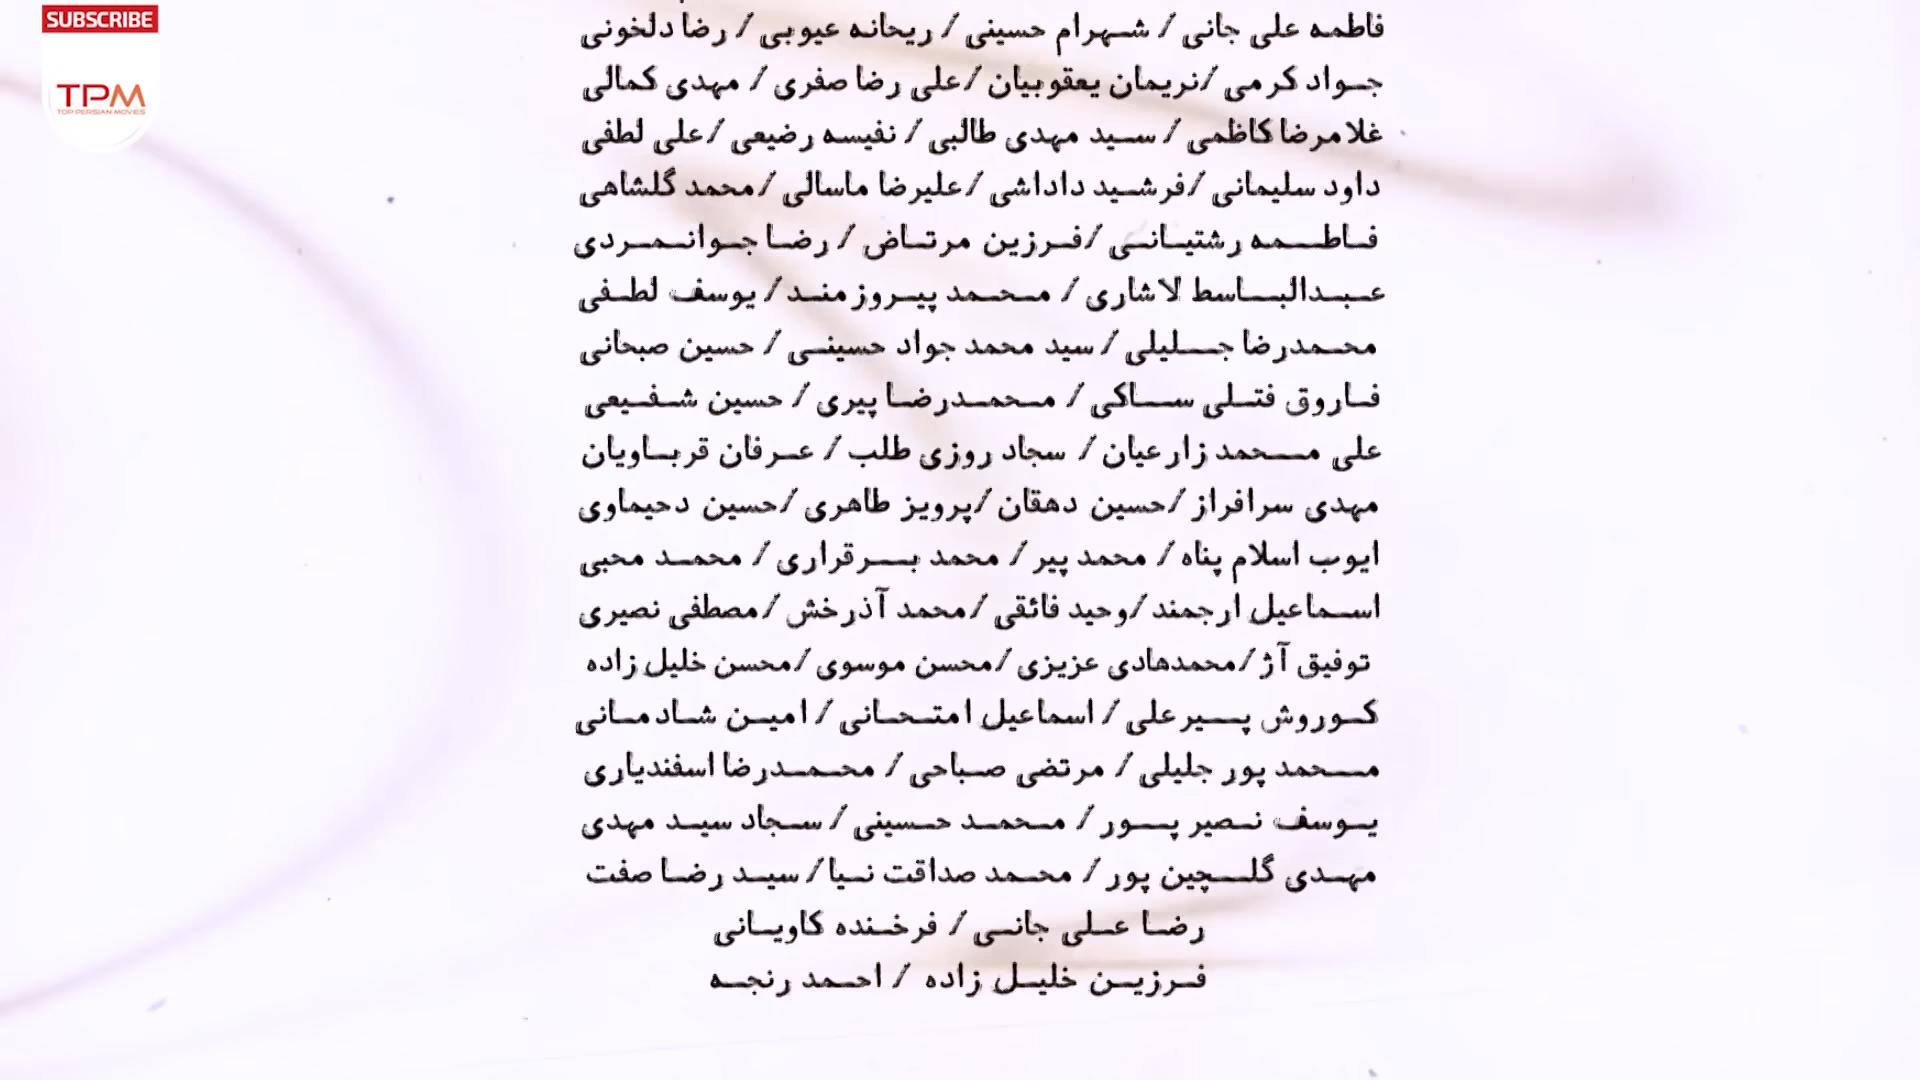 SUBSCRIBE
TPM
TOP PERSIAN MOVIES
فاطمه علی جانی / شهرام حسینی / ریحانه عیوبی / رضا دلخونی
جواد کرمی /نریمان یعقوبیان /علی رضا صفری / مهدی کمالی
غلامرضا کاظمی / سید مهدی طالبی / نفیسه رضیعی /علی لطفی
داود سلیمانی /فرشید داداشی /علیرضا ماسالی /محمد گلشاهی
فاطمه رشتیانی /فرزین مرتاض / رضا جوانمردی
عبدالباسط لاشاری / محمد پیروزمند/ یوسف لطفی
محمدرضا جلیلی / سید محمد جواد حسینی / حسین صبحانی
فاروق فتلی ساکی / محمدرضا پیری / حسین شفیعی
علی محمد زارعیان / سجاد روزی طلب / عرفان قرباویان
مهدی سرافراز /حسین دهقان /پرویز طاهری /حسین دحیماوی
ایوب اسلام پناه / محمد پیر / محمد برقراری / محمد محبی
اسماعیل ارجمند /وحید فائقی /محمد آذرخش /مصطفی نصیری
توفیق آژ /محمدهادی عزیزی /محسن موسوی /محسن خلیل زاده
کوروش پیرعلی / اسماعیل امتحانی / امین شادمانی
محمد پور جلیلی / مرتضی صباحی / محمدرضا اسفندیاری
یوسف نصیر پور / محمد حسینی / سجاد سید مهدی
مهدی گلچین پور / محمد صداقت نیا/ سید رضا صفت
رضا علی جانی / فرخنده کاویانی
فرزین خلیل زاده / احمد رنجه